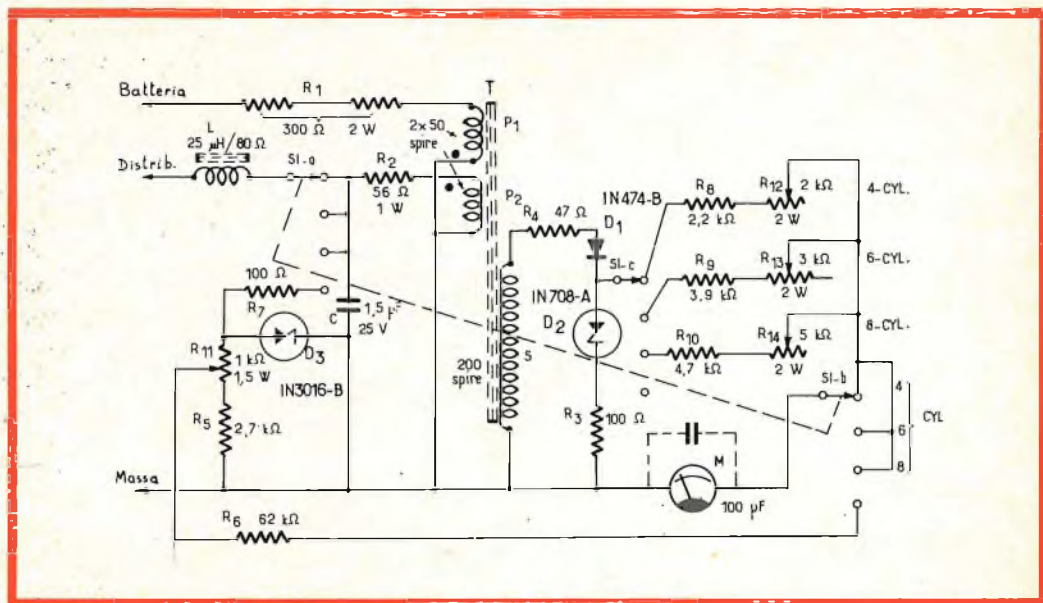 Batteria
R1
300 Ω 2 W
L
25 µH/80 Ω
Distrib.
S1-a
R2
56 Ω
1 W
T
P1
2x50
spire
P2
R4 47 Ω
1N474-B
D1
S1-c
R8
2,2 kΩ
R12 2 kΩ
2 W
4-CYL.
R9
3,9 kΩ
R13 3 kΩ
2 W
6-CYL.
R10
4,7 kΩ
R14 5 kΩ
2 W
8-CYL.
1N708-A
D2
100 Ω
R7
C
1,5 µF
25 V
D3
1N3016-B
R11
1 kΩ
1,5 W
R5
2,7 kΩ
200
spire
S
R3
100 Ω
S1-b
4
6
8
CYL
M
100 µF
Massa
R6 62 kΩ